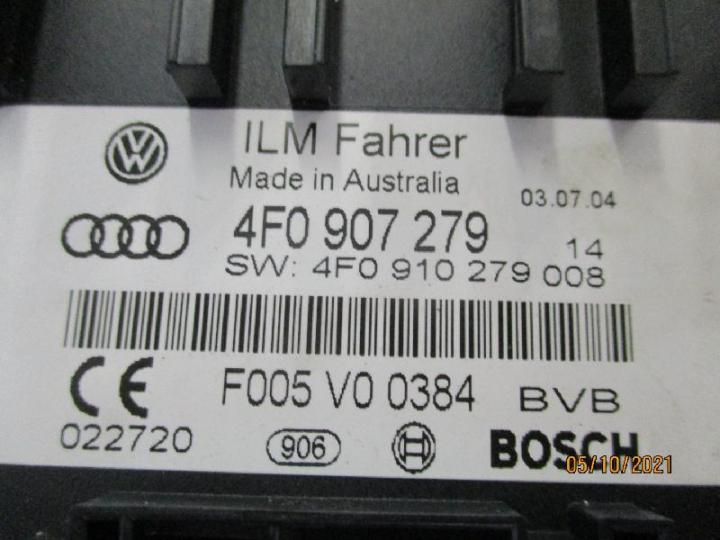 ILM Fahrer
Made in Australia
03.07.04
4F0 907 279
14
SW: 4F0 910 279 008
CE
F005 V0 0384 BVB
022720
906
BOSCH
05/10/2021